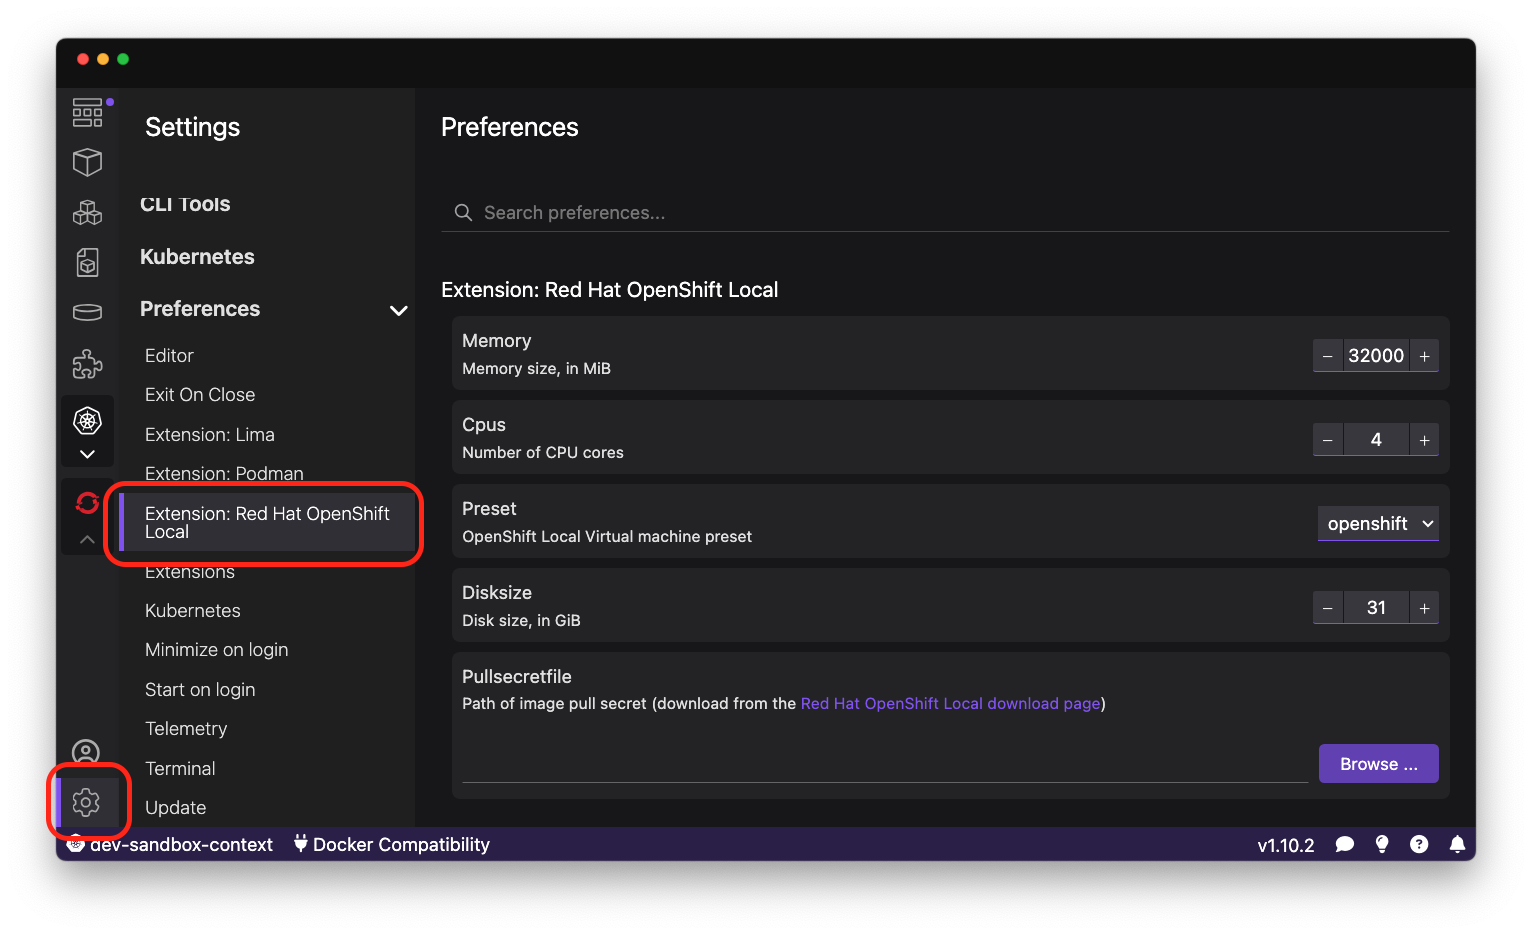 Settings
CLI Tools
Kubernetes
Preferences
Editor
Exit On Close
Extension: Lima
Extension: Podman
Extension: Red Hat OpenShift
Local
Extensions
Kubernetes
Minimize on login
Start on login
Telemetry
Terminal
Update
Preferences
Search preferences...
Extension: Red Hat OpenShift Local
Memory
Memory size, in MiB
− 32000 +
Cpus
Number of CPU cores
− 4 +
Preset
OpenShift Local Virtual machine preset
openshift
Disksize
Disk size, in GiB
− 31 +
Pullsecretfile
Path of image pull secret (download from the Red Hat OpenShift Local download page)
Browse ...
dev-sandbox-context Docker Compatibility v1.10.2